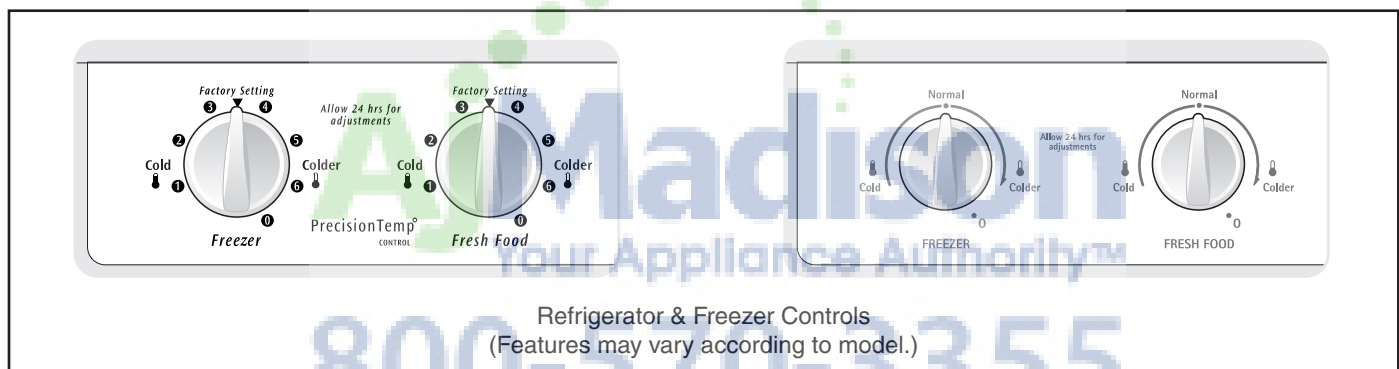 Factory Setting
3 4
2 5
Cold Colder
1 6
0
Freezer
Allow 24 hrs for
adjustments
PrecisionTemp°
CONTROL
Factory Setting
3 4
2 5
Cold Colder
1 6
0
Fresh Food
Normal
Cold Colder
0
FREEZER
Allow 24 hrs for
adjustments
Normal
Cold Colder
0
FRESH FOOD
AjMadison
Your Appliance Authority™
Refrigerator & Freezer Controls
(Features may vary according to model.)
800-570-3355